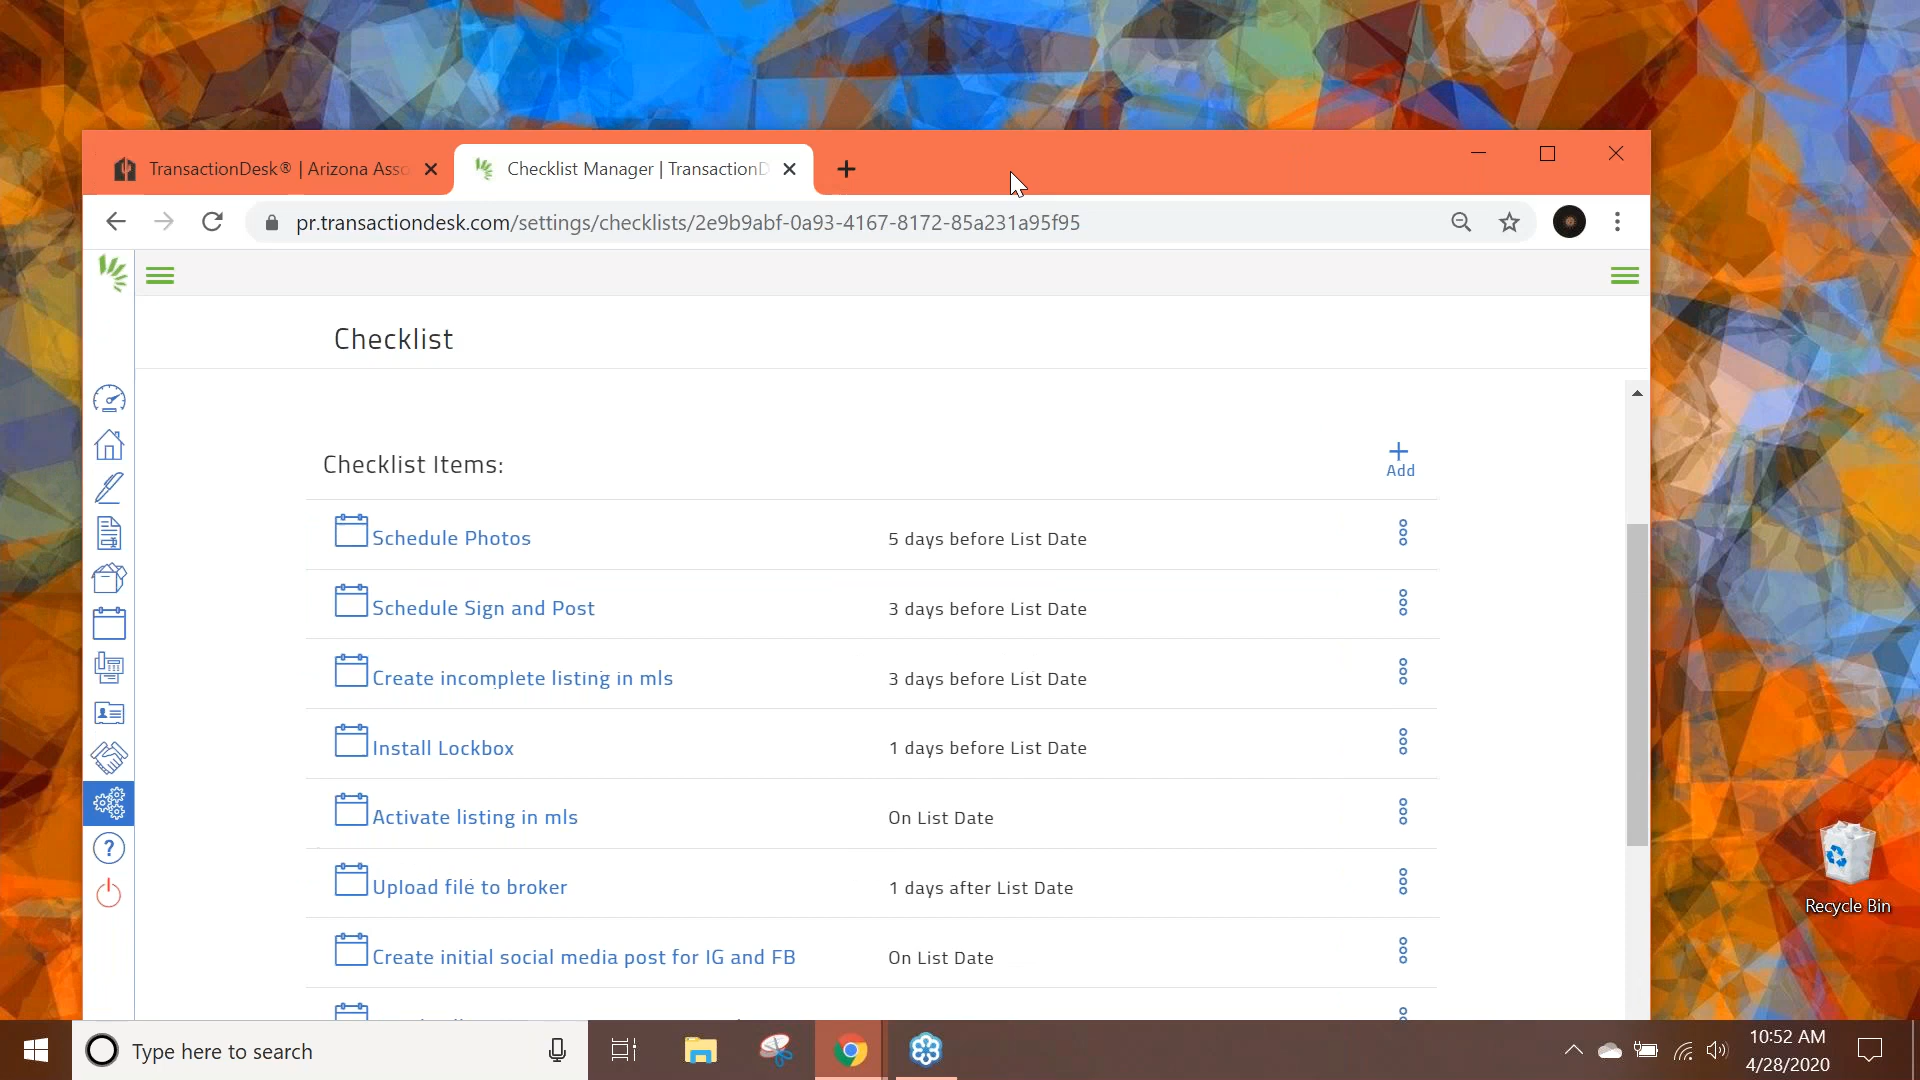 TransactionDesk® | Arizona Asso
Checklist Manager | TransactionD
pr.transactiondesk.com/settings/checklists/2e9b9abf-0a93-4167-8172-85a231a95f95
Checklist
Checklist Items:
Add
Schedule Photos 5 days before List Date
Schedule Sign and Post 3 days before List Date
Create incomplete listing in mls 3 days before List Date
Install Lockbox 1 days before List Date
Activate listing in mls On List Date
Upload file to broker 1 days after List Date
Create initial social media post for IG and FB On List Date
Recycle Bin
Type here to search
10:52 AM
4/28/2020